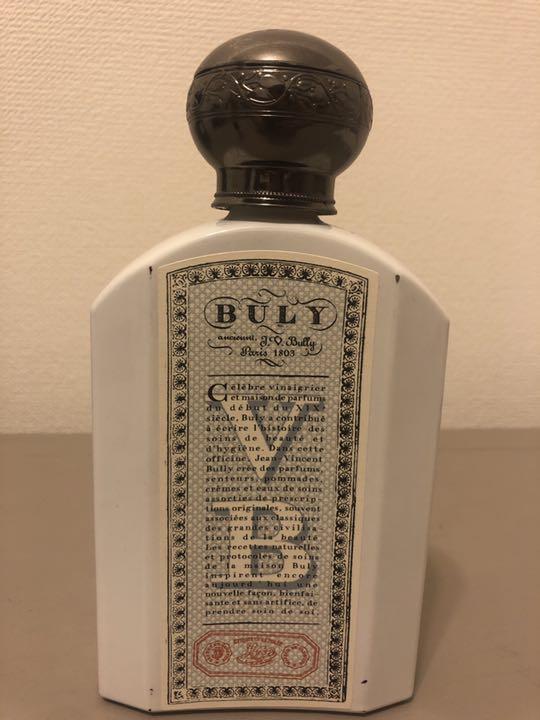 BULY
ancienn. J.V. Bully
Paris 1803
Célèbre vinaigrier
et maison de parfums
du début du XIXe
siècle, Buly a contribué
à écrire l'histoire des
soins de beauté et
d'hygiène. Dans cette
officine, Jean-Vincent
Bully crée des parfums,
senteurs, pommades,
crèmes et eaux de soins
assorties de prescrip-
tions originales, souvent
associées aux classiques
des grandes civilisa-
tions de la beauté
Les recettes naturelles
et protocoles de soins
de la maison Buly
inspirent encore
aujourd'hui une
nouvelle façon, bienfai-
sante et sans artifice, de
prendre soin de soi.